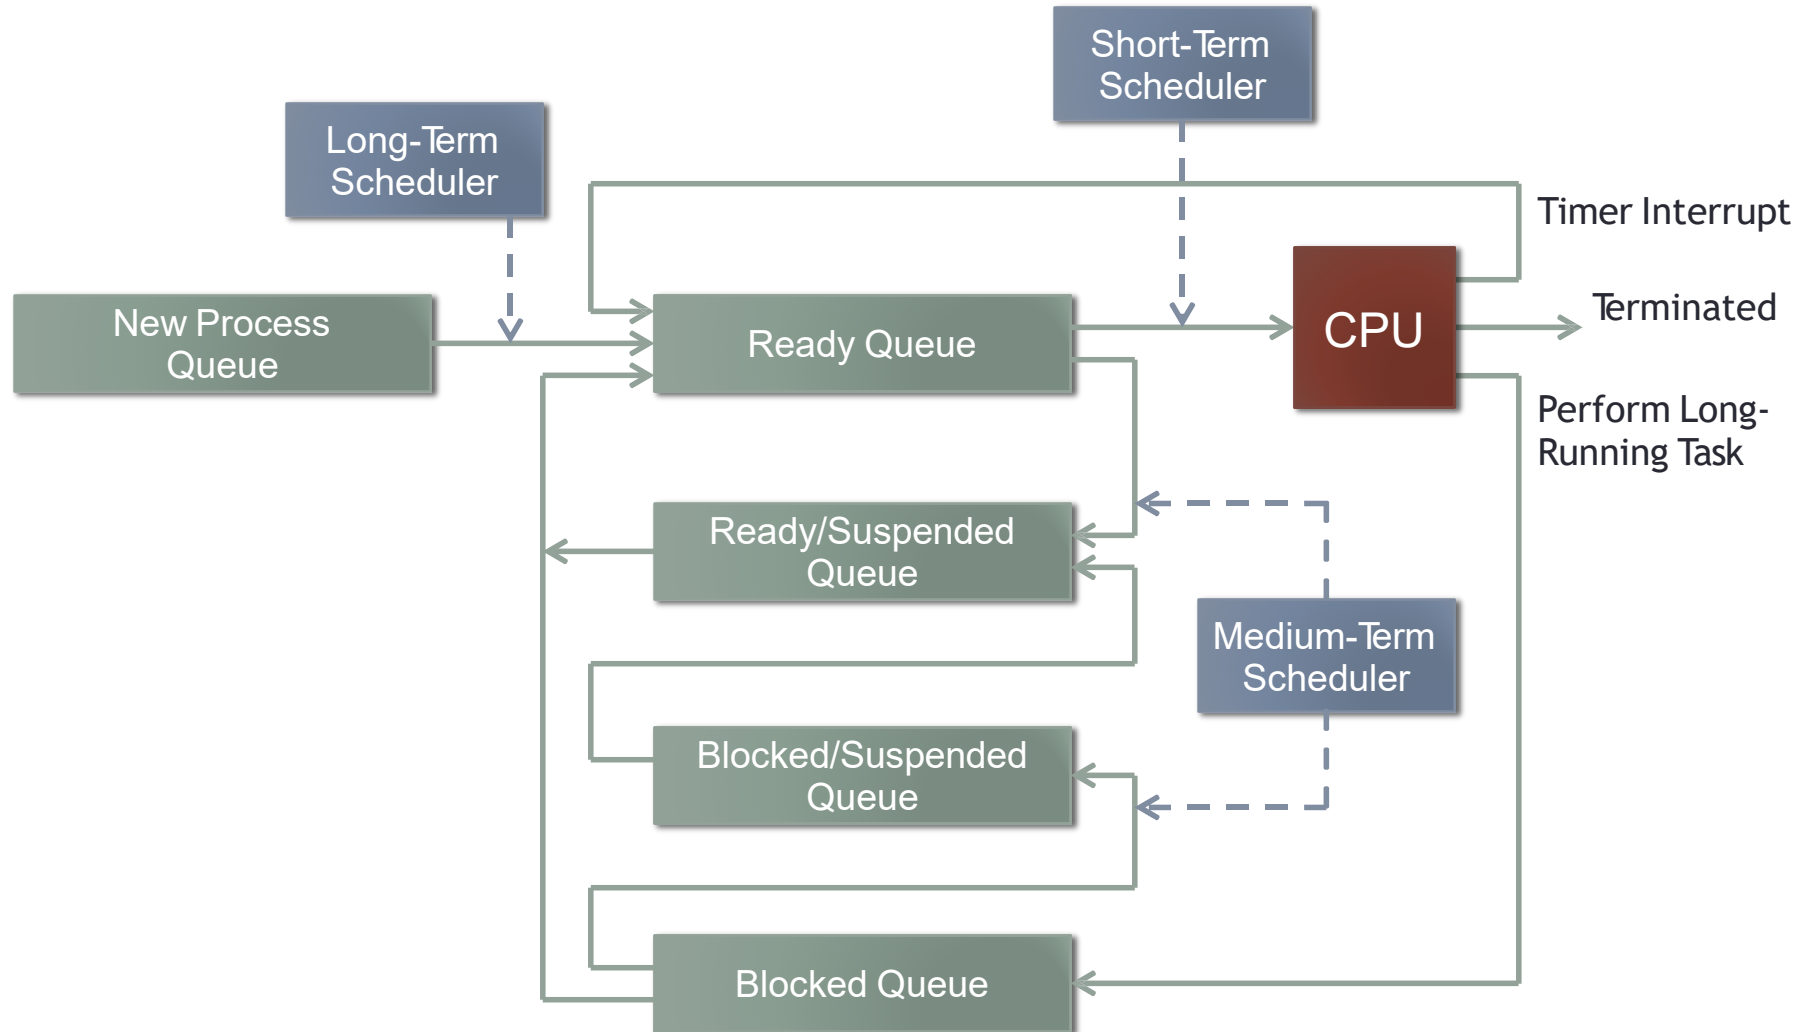 Short-Term
Scheduler
Long-Term
Scheduler
Timer Interrupt
New Process
Queue
Ready Queue
CPU
Terminated
Perform Long-
Running Task
Ready/Suspended
Queue
Medium-Term
Scheduler
Blocked/Suspended
Queue
Blocked Queue